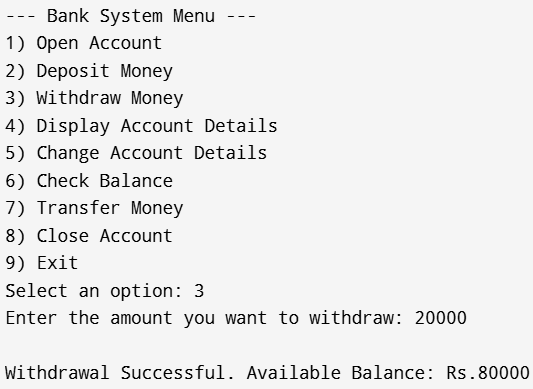 --- Bank System Menu ---
1) Open Account
2) Deposit Money
3) Withdraw Money
4) Display Account Details
5) Change Account Details
6) Check Balance
7) Transfer Money
8) Close Account
9) Exit
Select an option: 3
Enter the amount you want to withdraw: 20000
Withdrawal Successful. Available Balance: Rs.80000